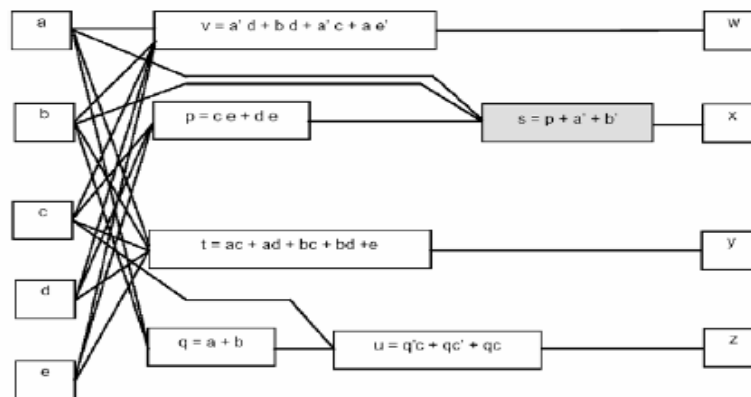 a
v = a' d + b d + a' c + a e'
w
b
p = c e + d e
s = p + a' + b'
x
c
t = ac + ad + bc + bd +e
y
d
q = a + b
u = q'c + qc' + qc
z
e